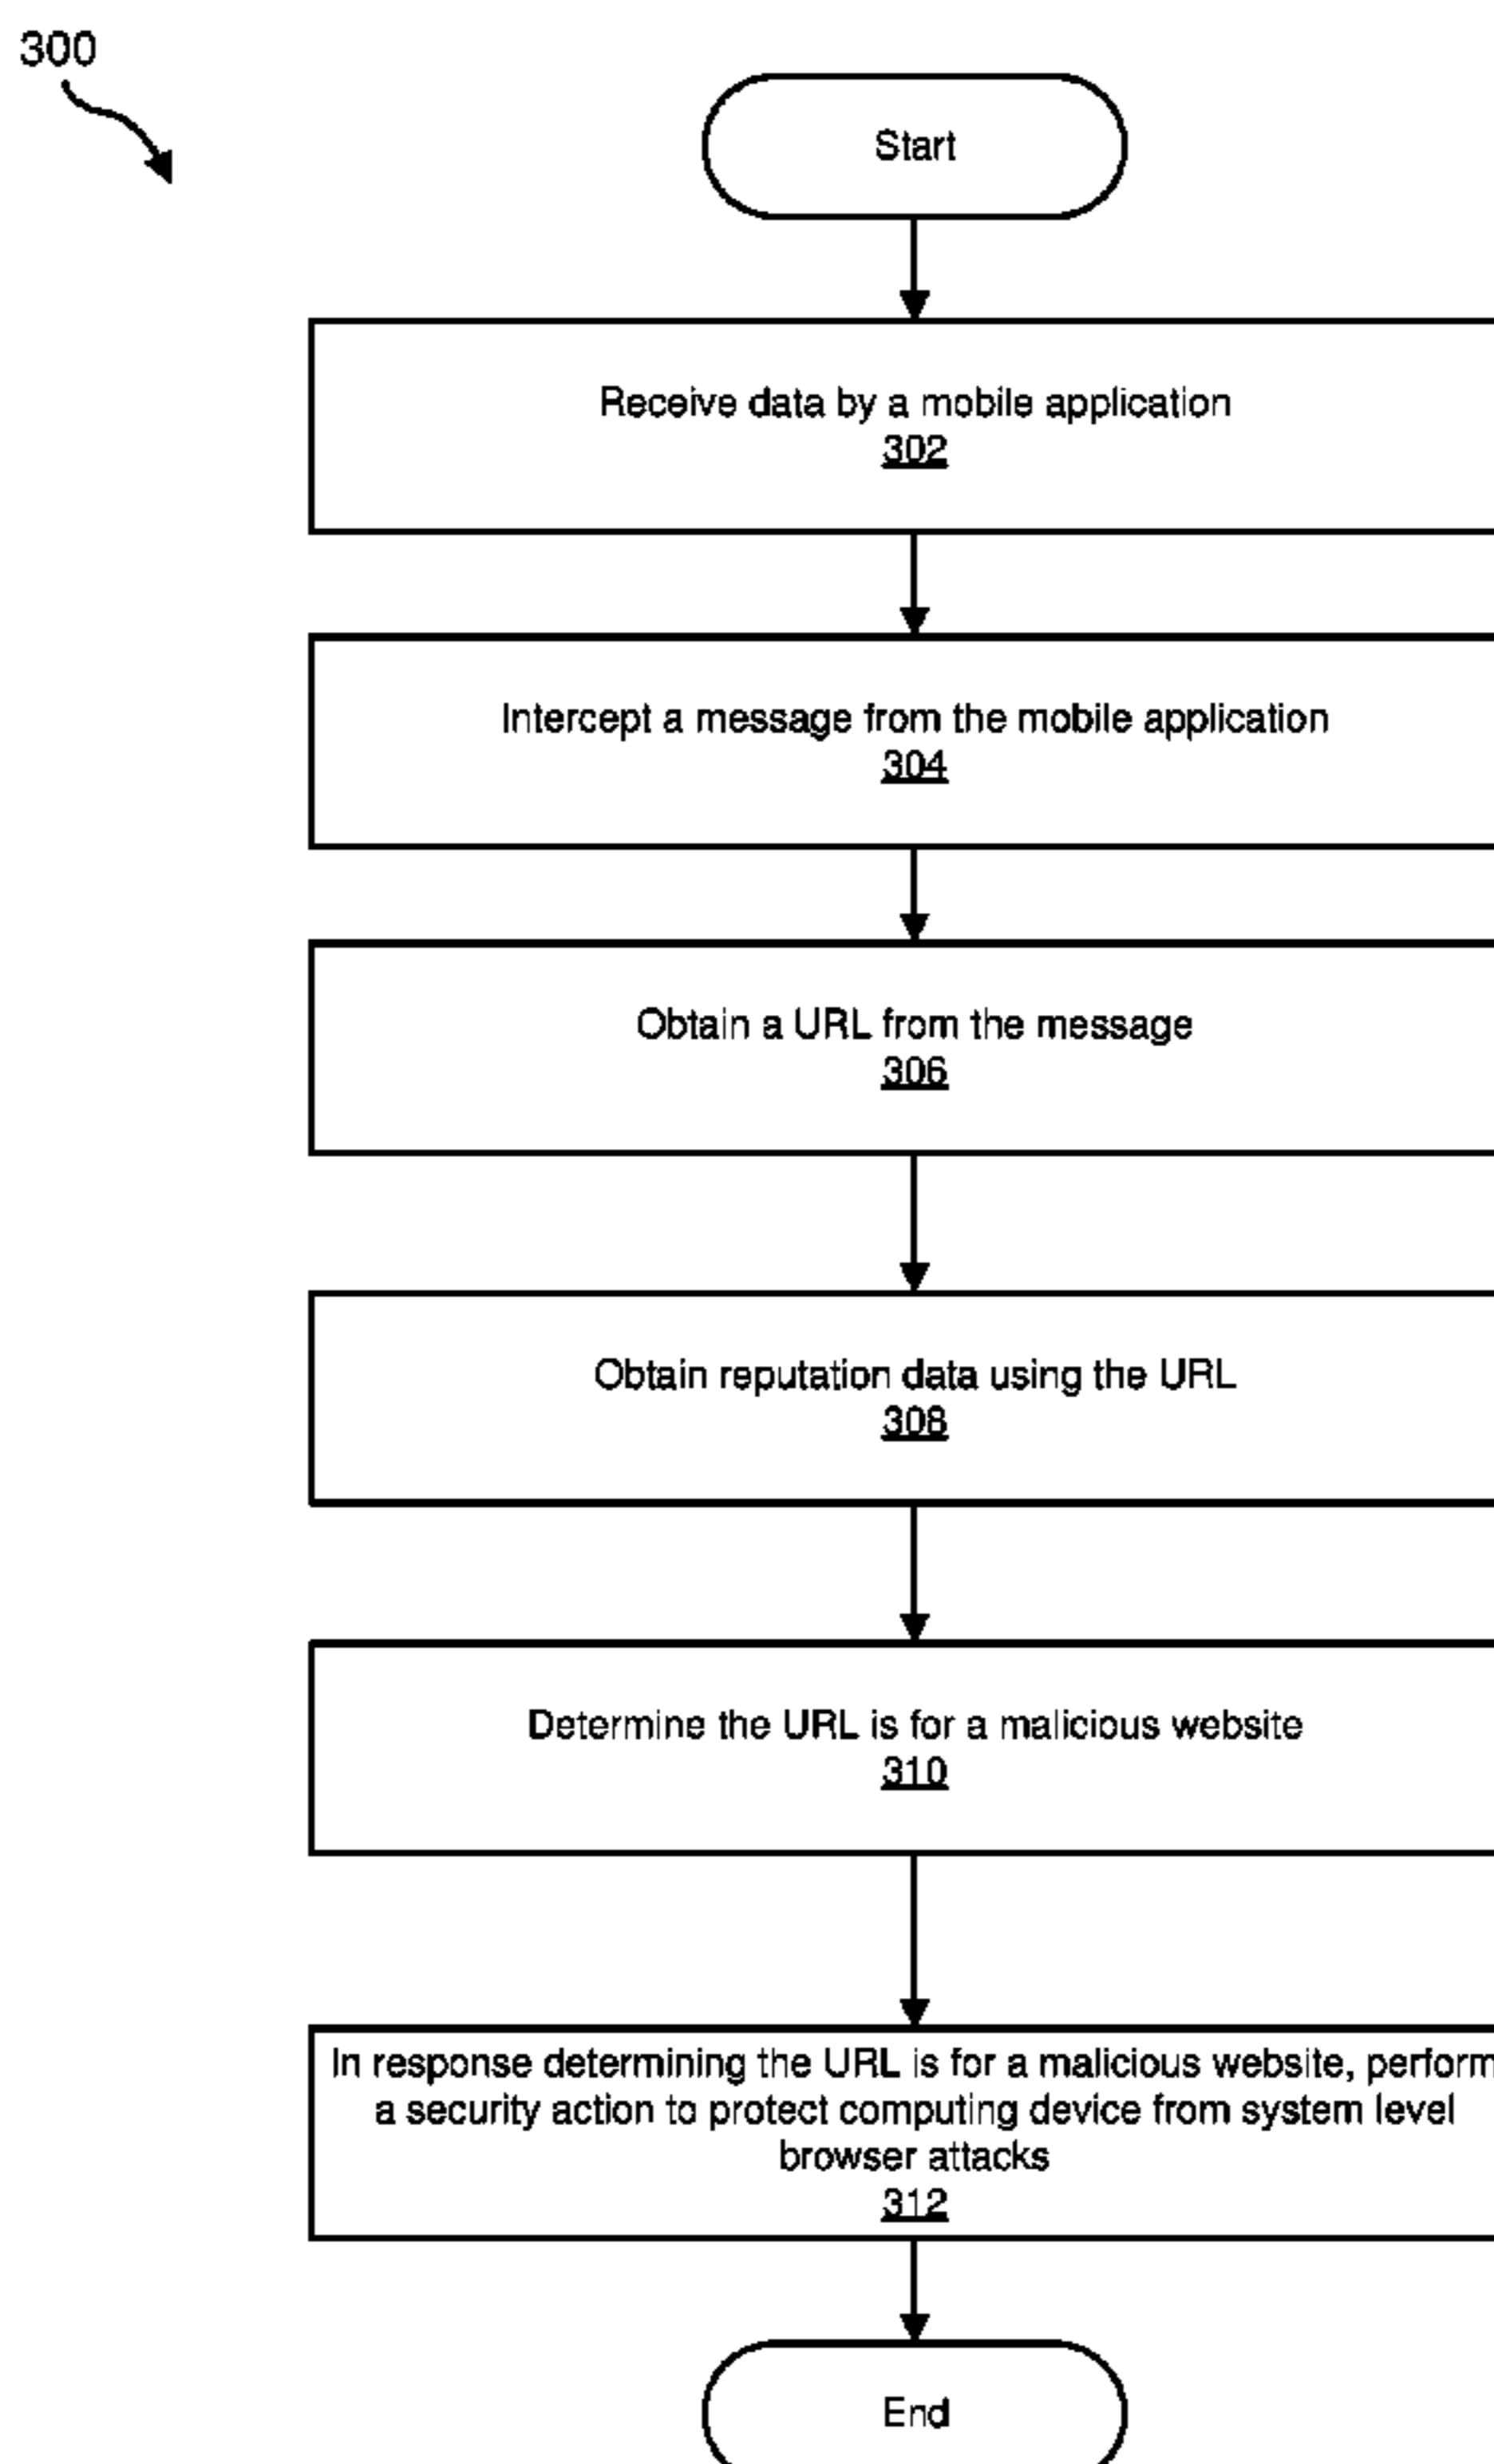 300
Start
Receive data by a mobile application
302
Intercept a message from the mobile application
304
Obtain a URL from the message
306
Obtain reputation data using the URL
308
Determine the URL is for a malicious website
310
In response determining the URL is for a malicious website, perform
a security action to protect computing device from system level
browser attacks
312
End